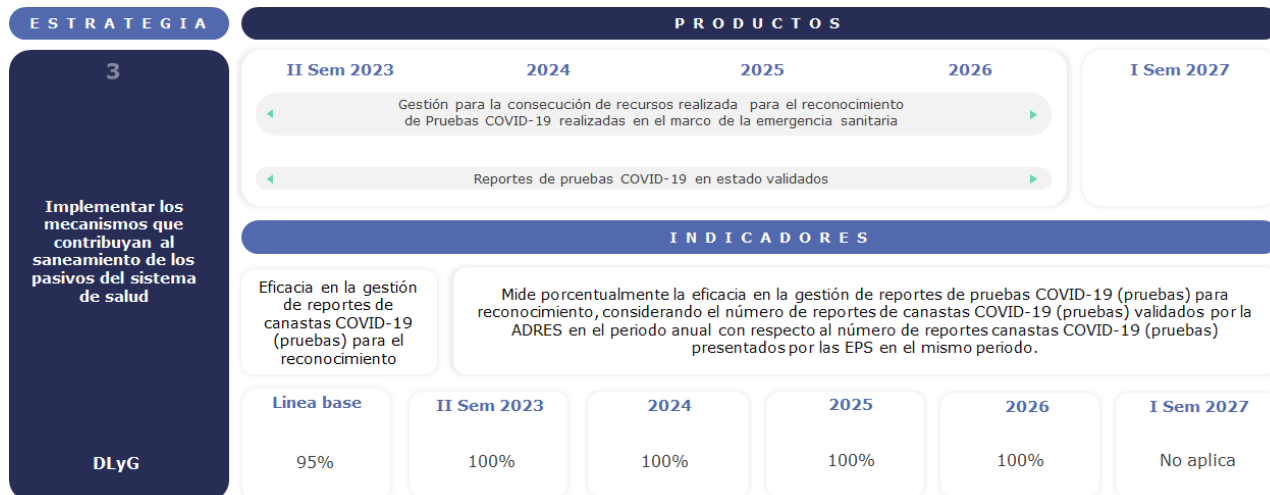 ESTRATEGIA
PRODUCTOS
3
Implementar los
mecanismos que
contribuyan al
saneamiento de los
pasivos del sistema
de salud
DLyG
II Sem 2023
2024
2025
2026
I Sem 2027
Gestión para la consecución de recursos realizada para el reconocimiento
de Pruebas COVID-19 realizadas en el marco de la emergencia sanitaria
Reportes de pruebas COVID-19 en estado validados
INDICADORES
Eficacia en la gestión
de reportes de
canastas COVID-19
(pruebas) para el
reconocimiento
Mide porcentualmente la eficacia en la gestión de reportes de pruebas COVID-19 (pruebas) para
reconocimiento, considerando el número de reportes de canastas COVID-19 (pruebas) validados por la
ADRES en el periodo anual con respecto al número de reportes canastas COVID-19 (pruebas)
presentados por las EPS en el mismo periodo.
Linea base
II Sem 2023
2024
2025
2026
I Sem 2027
95%
100%
100%
100%
100%
No aplica